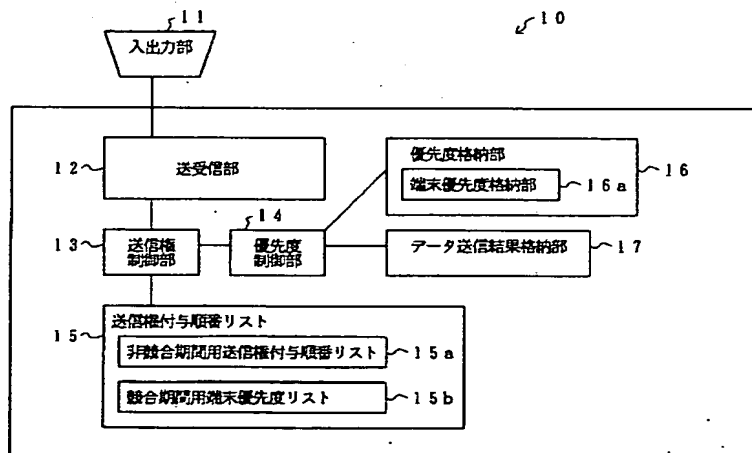 11
入出力部
10
12
送受信部
優先度格納部
端末優先度格納部
16a
16
13
送信権
制御部
14
優先度
制御部
データ送信結果格納部
17
15
送信権付与順番リスト
非競合期間用送信権付与順番リスト
15a
競合期間用端末優先度リスト
15b